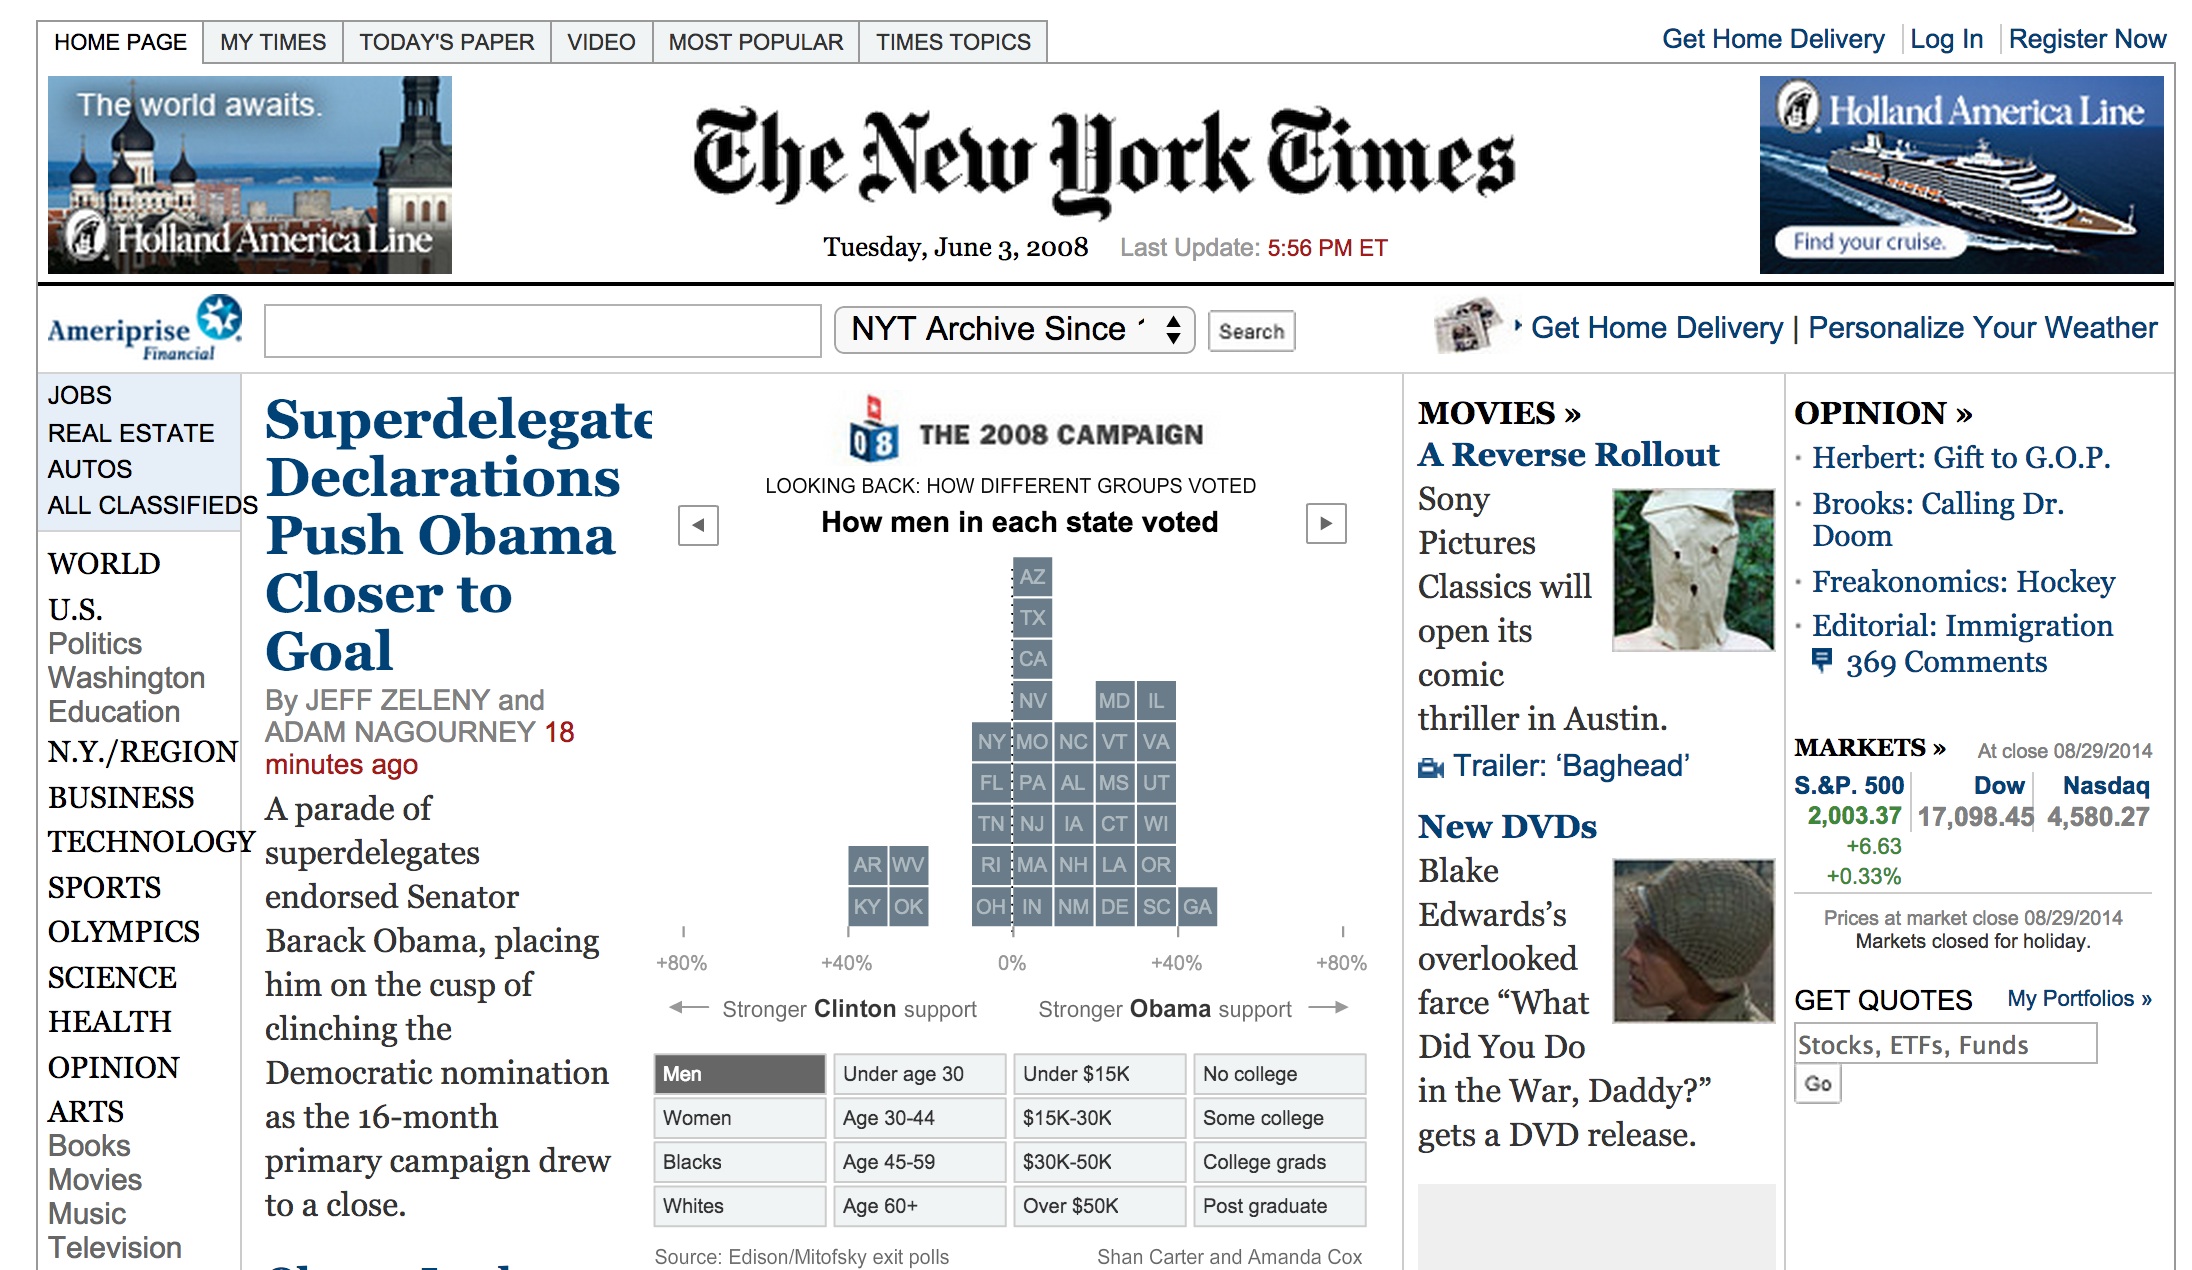 HOME PAGE
MY TIMES
TODAY'S PAPER
VIDEO
MOST POPULAR
TIMES TOPICS
Get Home Delivery
Log In
Register Now
The world awaits.
Holland America Line
The New York Times
Tuesday, June 3, 2008 Last Update: 5:56 PM ET
Holland America Line
Find your cruise.
Ameriprise
Financial
NYT Archive Since
Search
Get Home Delivery | Personalize Your Weather
JOBS
REAL ESTATE
AUTOS
ALL CLASSIFIEDS
WORLD
U.S.
Politics
Washington
Education
N.Y./REGION
BUSINESS
TECHNOLOGY
SPORTS
OLYMPICS
SCIENCE
HEALTH
OPINION
ARTS
Books
Movies
Music
Television
Superdelegate
Declarations
Push Obama
Closer to
Goal
By JEFF ZELENY and
ADAM NAGOURNEY 18
minutes ago
A parade of
superdelegates
endorsed Senator
Barack Obama, placing
him on the cusp of
clinching the
Democratic nomination
as the 16-month
primary campaign drew
to a close.
08 THE 2008 CAMPAIGN
LOOKING BACK: HOW DIFFERENT GROUPS VOTED
How men in each state voted
AZ
TX
CA
NV MD IL
NY MO NC VT VA
FL PA AL MS UT
TN NJ IA CT WI
AR WV RI MA NH LA OR
KY OK OH IN NM DE SC GA
+80% +40% 0% +40% +80%
Stronger Clinton support Stronger Obama support
Men Under age 30 Under $15K No college
Women Age 30-44 $15K-30K Some college
Blacks Age 45-59 $30K-50K College grads
Whites Age 60+ Over $50K Post graduate
Source: Edison/Mitofsky exit polls Shan Carter and Amanda Cox
MOVIES »
A Reverse Rollout
Sony
Pictures
Classics will
open its
comic
thriller in Austin.
Trailer: ‘Baghead’
New DVDs
Blake
Edwards’s
overlooked
farce “What
Did You Do
in the War, Daddy?”
gets a DVD release.
OPINION »
Herbert: Gift to G.O.P.
Brooks: Calling Dr.
Doom
Freakonomics: Hockey
Editorial: Immigration
369 Comments
MARKETS » At close 08/29/2014
S.&P. 500 Dow Nasdaq
2,003.37 17,098.45 4,580.27
+6.63
+0.33%
Prices at market close 08/29/2014
Markets closed for holiday.
GET QUOTES My Portfolios »
Stocks, ETFs, Funds
Go